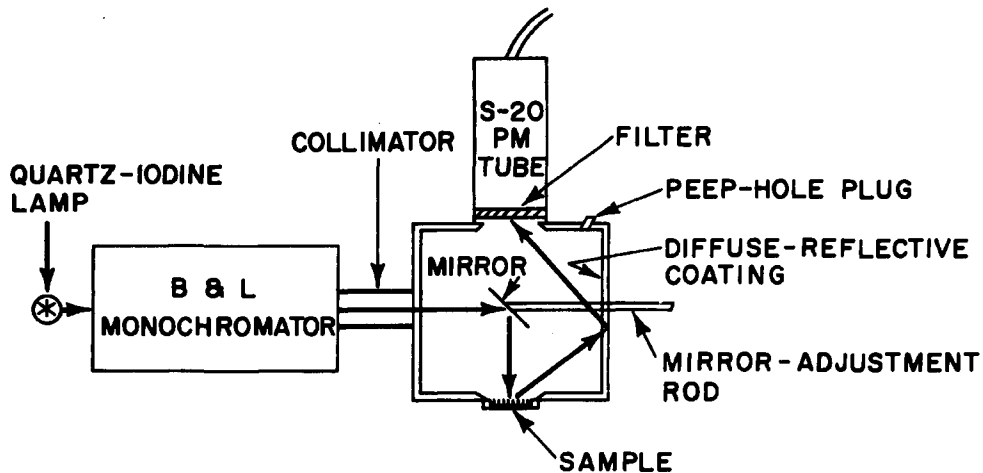 S-20
PM
TUBE
COLLIMATOR
FILTER
QUARTZ-IODINE
LAMP
PEEP-HOLE PLUG
DIFFUSE-REFLECTIVE
COATING
MIRROR
B & L
MONOCHROMATOR
MIRROR-ADJUSTMENT
ROD
SAMPLE